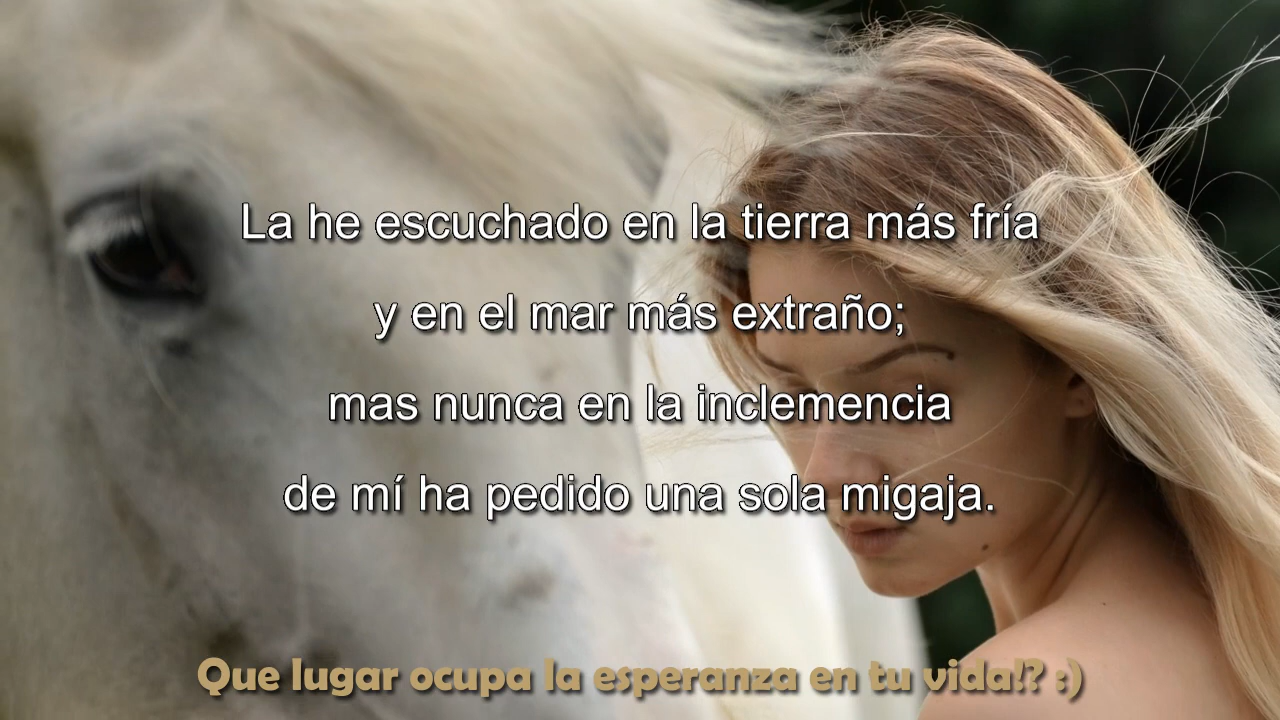 La he escuchado en la tierra más fría
y en el mar más extraño;
mas nunca en la inclemencia
de mí ha pedido una sola migaja.
Que lugar ocupa la esperanza en tu vida!? :)